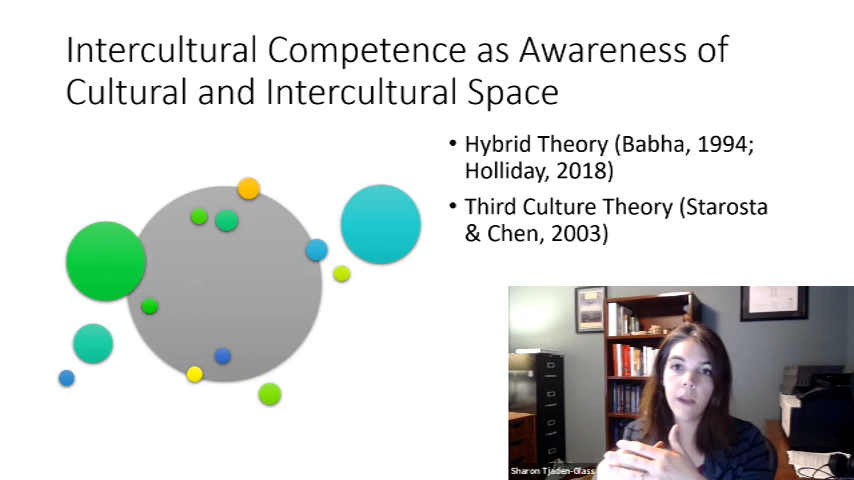 Intercultural Competence as Awareness of
Cultural and Intercultural Space
• Hybrid Theory (Babha, 1994;
Holliday, 2018)
• Third Culture Theory (Starosta
& Chen, 2003)
Sharon Tjaden-Glass